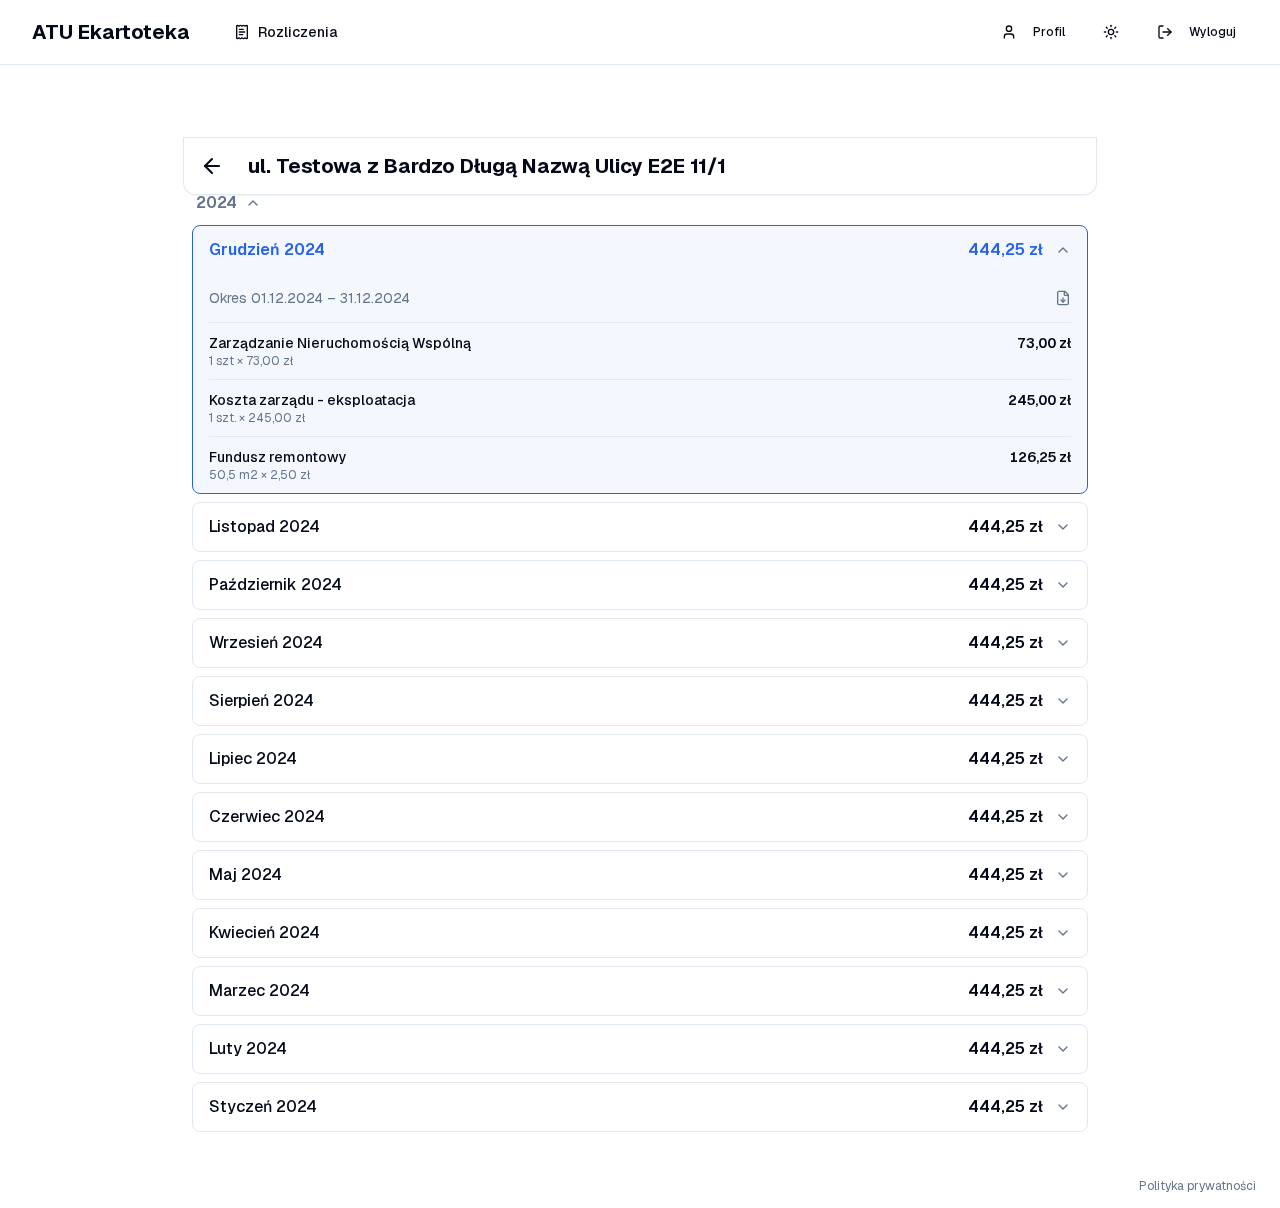 ATU Ekartoteka
Rozliczenia
Profil
Wyloguj
ul. Testowa z Bardzo Długą Nazwą Ulicy E2E 11/1
2024
Grudzień 2024 444,25 zł
Okres 01.12.2024 – 31.12.2024
Zarządzanie Nieruchomością Wspólną 73,00 zł
1 szt × 73,00 zł
Koszta zarządu - eksploatacja 245,00 zł
1 szt. × 245,00 zł
Fundusz remontowy 126,25 zł
50,5 m2 × 2,50 zł
Listopad 2024 444,25 zł
Październik 2024 444,25 zł
Wrzesień 2024 444,25 zł
Sierpień 2024 444,25 zł
Lipiec 2024 444,25 zł
Czerwiec 2024 444,25 zł
Maj 2024 444,25 zł
Kwiecień 2024 444,25 zł
Marzec 2024 444,25 zł
Luty 2024 444,25 zł
Styczeń 2024 444,25 zł
Polityka prywatności